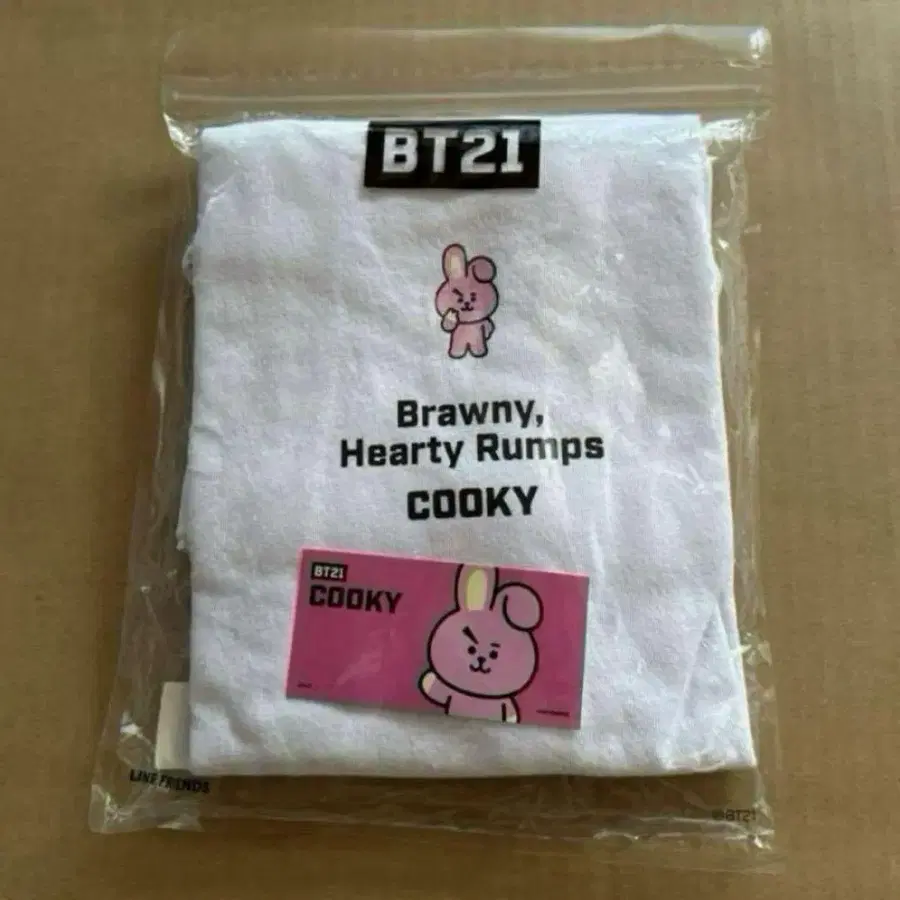 BT21
Brawny,
Hearty Rumps
COOKY
BT21
COOKY
LINE FRIENDS
©BT21